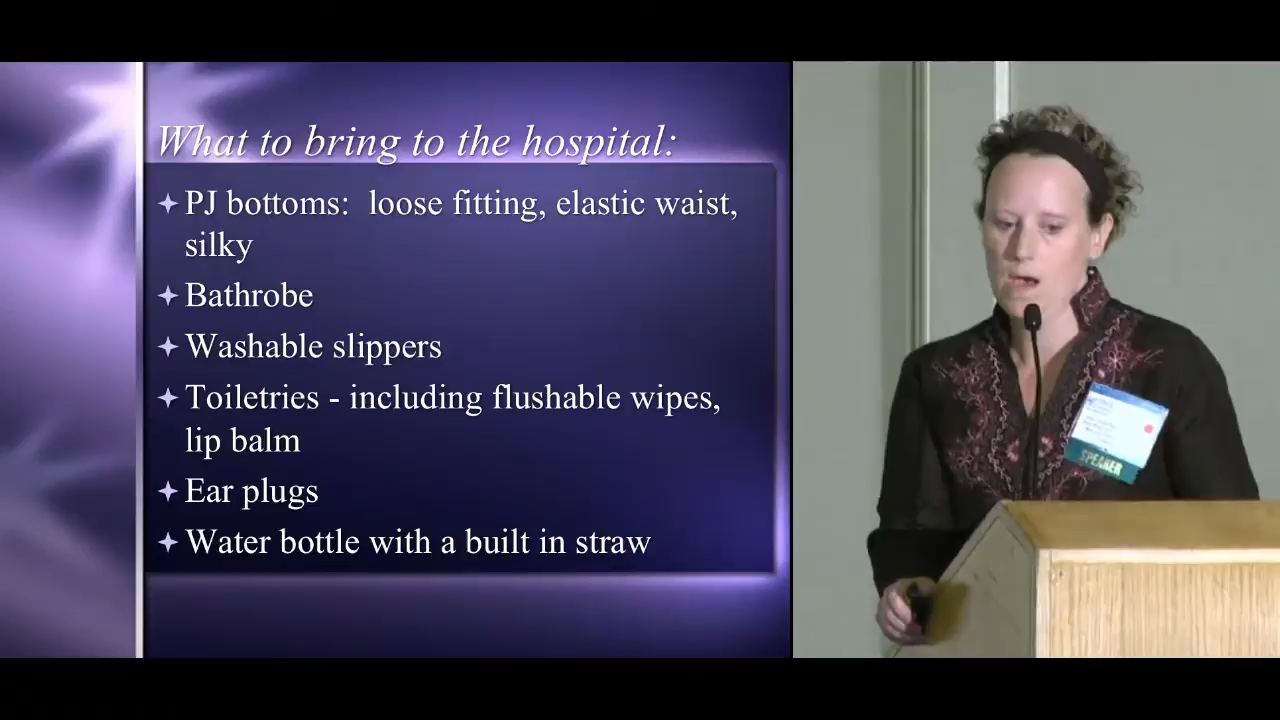 What to bring to the hospital:
PJ bottoms:  loose fitting, elastic waist,
silky
Bathrobe
Washable slippers
Toiletries - including flushable wipes,
lip balm
Ear plugs
Water bottle with a built in straw
SPEAKER